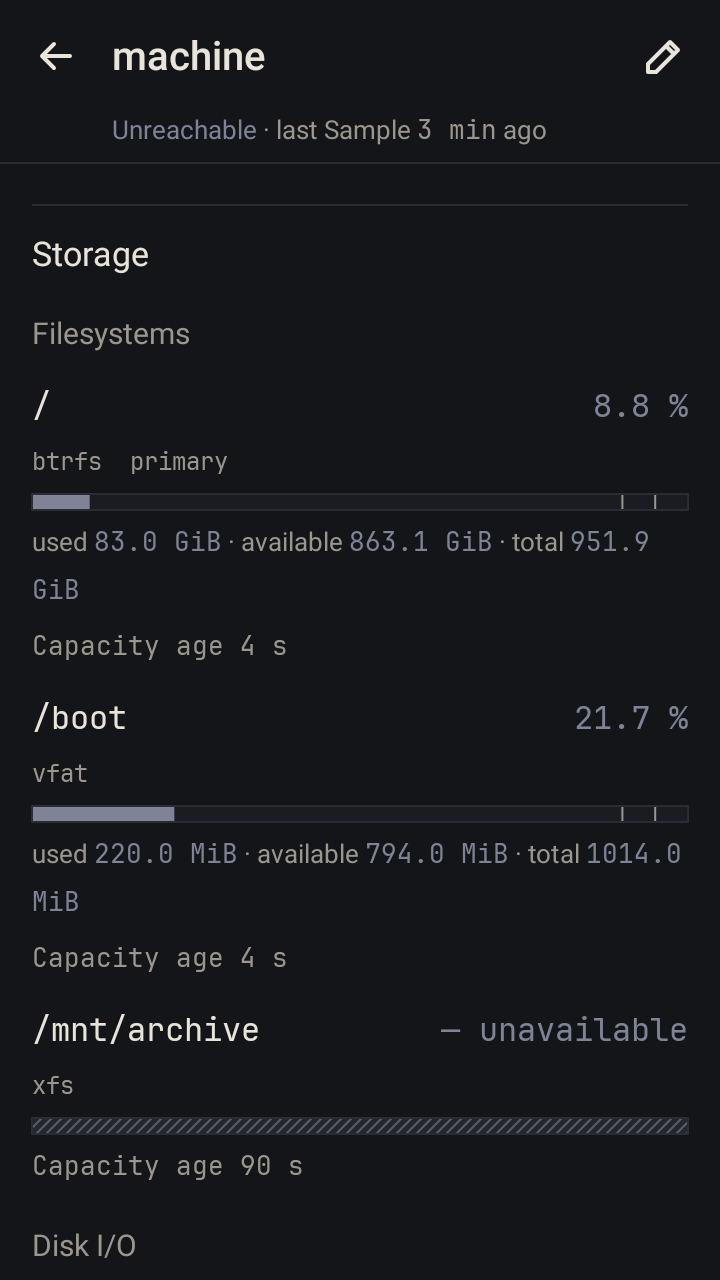 machine
Unreachable · last Sample 3 min ago
Storage
Filesystems
/ 8.8 %
btrfs primary
used 83.0 GiB · available 863.1 GiB · total 951.9
GiB
Capacity age 4 s
/boot 21.7 %
vfat
used 220.0 MiB · available 794.0 MiB · total 1014.0
MiB
Capacity age 4 s
/mnt/archive — unavailable
xfs
Capacity age 90 s
Disk I/O